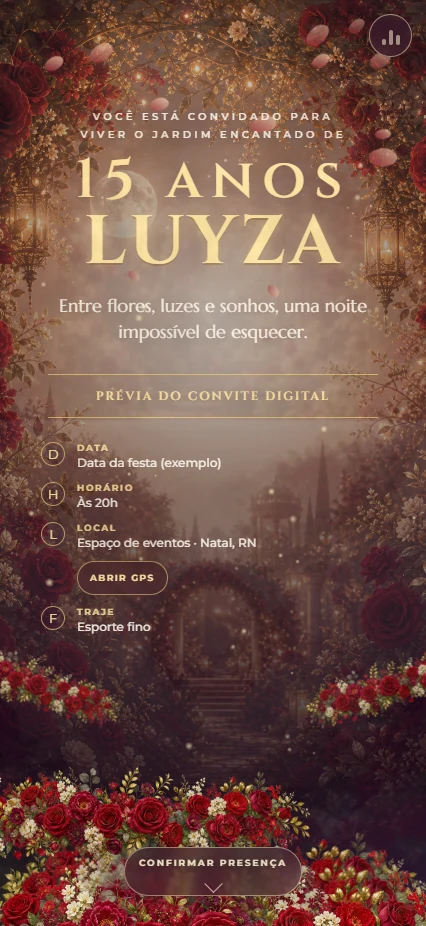 VOCÊ ESTÁ CONVIDADO PARA
VIVER O JARDIM ENCANTADO DE
15 ANOS
LUYZA
Entre flores, luzes e sonhos, uma noite
impossível de esquecer.
PRÉVIA DO CONVITE DIGITAL
D
DATA
Data da festa (exemplo)
H
HORÁRIO
Às 20h
L
LOCAL
Espaço de eventos · Natal, RN
ABRIR GPS
F
TRAJE
Esporte fino
CONFIRMAR PRESENÇA